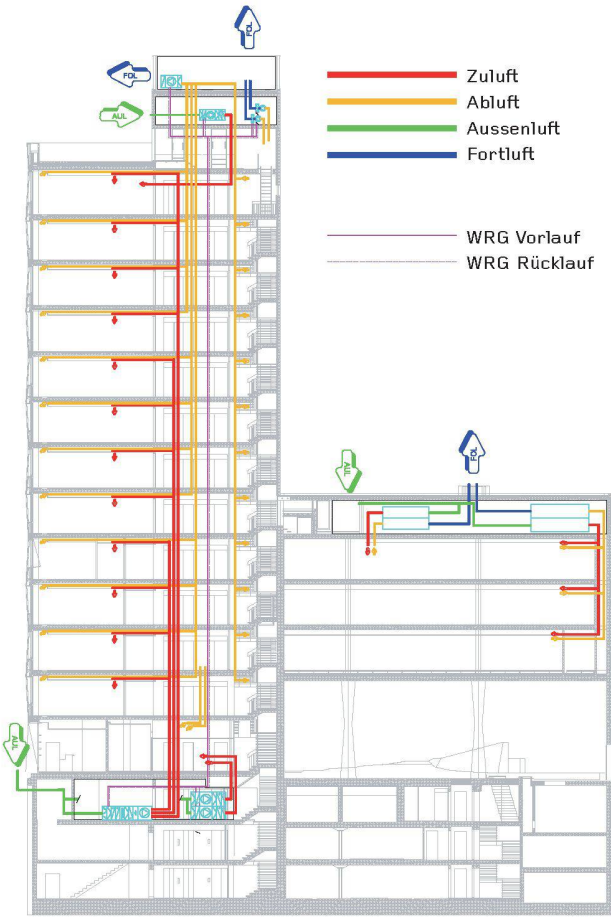 FOL
FOL
AUL
Zuluft
Abluft
Aussenluft
Fortluft
WRG Vorlauf
WRG Rücklauf
AUL
FOL
AUL